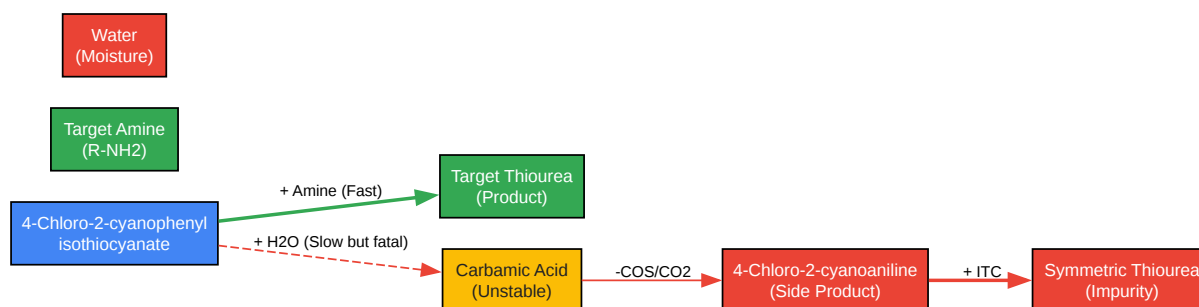 Water
(Moisture)
Target Amine
(R-NH2)
4-Chloro-2-cyanophenyl
isothiocyanate
+ Amine (Fast)
+ H2O (Slow but fatal)
Target Thiourea
(Product)
Carbamic Acid
(Unstable)
-COS/CO2
4-Chloro-2-cyanoaniline
(Side Product)
+ ITC
Symmetric Thiourea
(Impurity)